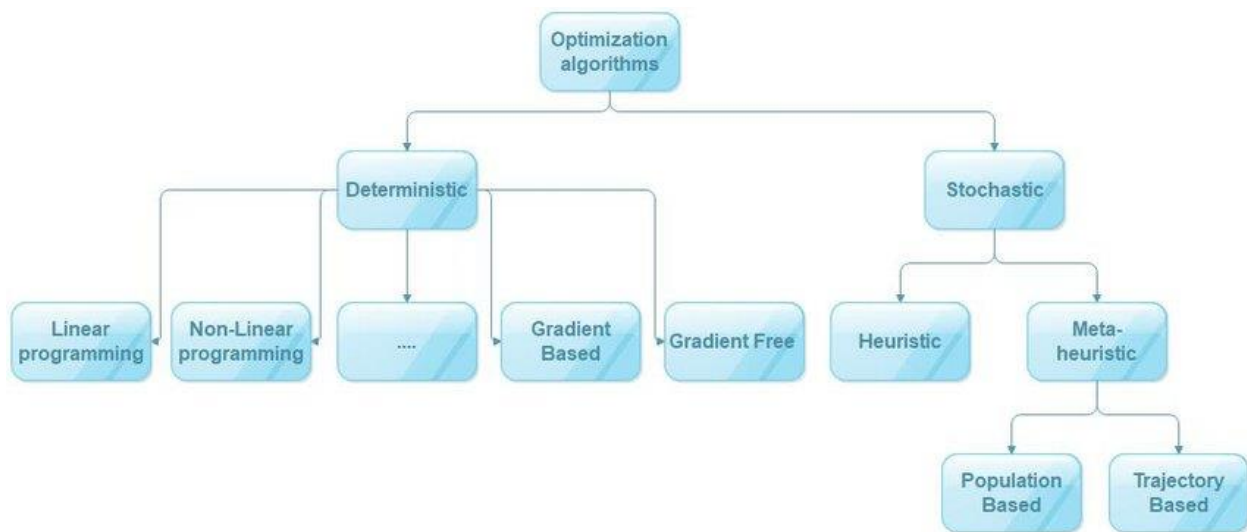 Optimization
algorithms
Deterministic
Stochastic
Linear
programming
Non-Linear
programming
....
Gradient
Based
Gradient Free
Heuristic
Meta-
heuristic
Population
Based
Trajectory
Based